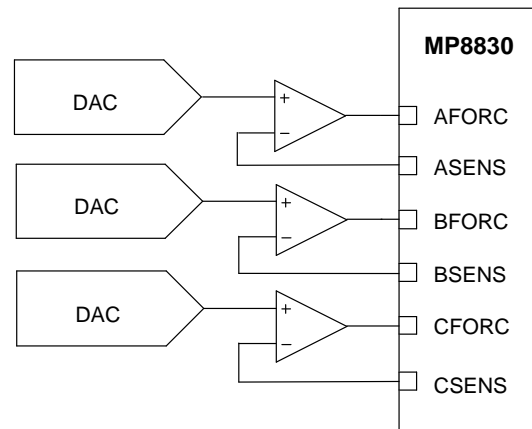 MP8830
DAC
+
−
AFORC
ASENS
DAC
+
−
BFORC
BSENS
DAC
+
−
CFORC
CSENS